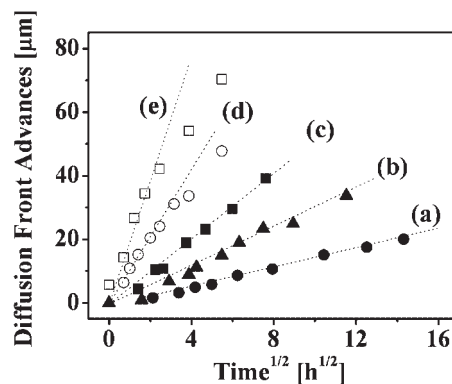 Diffusion Front Advances [μm]
80
60
40
20
0
(e)
(d)
(c)
(b)
(a)
0 4 8 12 16
Time1/2 [h1/2]